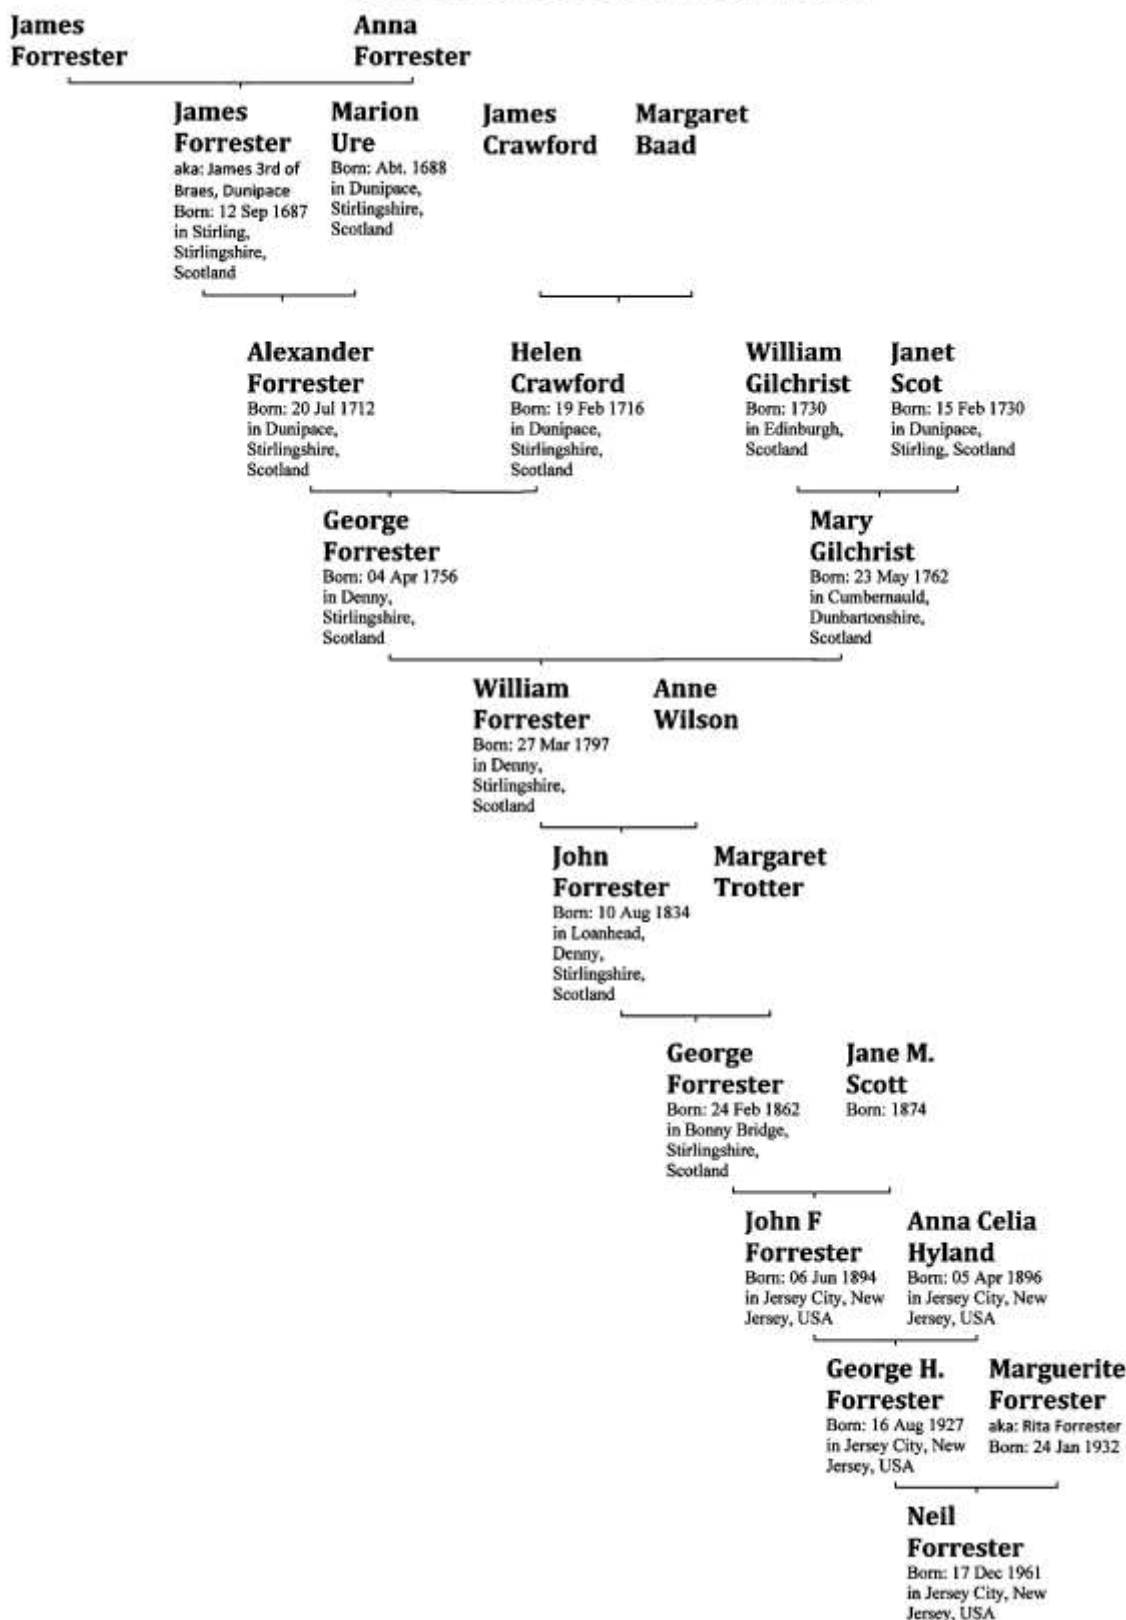 James
Forrester
Anna
Forrester
James
Forrester
aka: James 3rd of
Braes, Dunipace
Born: 12 Sep 1687
in Stirling,
Stirlingshire,
Scotland
Marion
Ure
Born: Abt. 1688
in Dunipace,
Stirlingshire,
Scotland
James
Crawford
Margaret
Baad
Alexander
Forrester
Born: 20 Jul 1712
in Dunipace,
Stirlingshire,
Scotland
Helen
Crawford
Born: 19 Feb 1716
in Dunipace,
Stirlingshire,
Scotland
William
Gilchrist
Born: 1730
in Edinburgh,
Scotland
Janet
Scot
Born: 15 Feb 1730
in Dunipace,
Stirling, Scotland
George
Forrester
Born: 04 Apr 1756
in Denny,
Stirlingshire,
Scotland
Mary
Gilchrist
Born: 23 May 1762
in Cumbernauld,
Dunbartonshire,
Scotland
William
Forrester
Born: 27 Mar 1797
in Denny,
Stirlingshire,
Scotland
Anne
Wilson
John
Forrester
Born: 10 Aug 1834
in Loanhead,
Denny,
Stirlingshire,
Scotland
Margaret
Trotter
George
Forrester
Born: 24 Feb 1862
in Bonny Bridge,
Stirlingshire,
Scotland
Jane M.
Scott
Born: 1874
John F
Forrester
Born: 06 Jun 1894
in Jersey City, New
Jersey, USA
Anna Celia
Hyland
Born: 05 Apr 1896
in Jersey City, New
Jersey, USA
George H.
Forrester
Born: 16 Aug 1927
in Jersey City, New
Jersey, USA
Marguerite
Forrester
aka: Rita Forrester
Born: 24 Jan 1932
Neil
Forrester
Born: 17 Dec 1961
in Jersey City, New
Jersey, USA